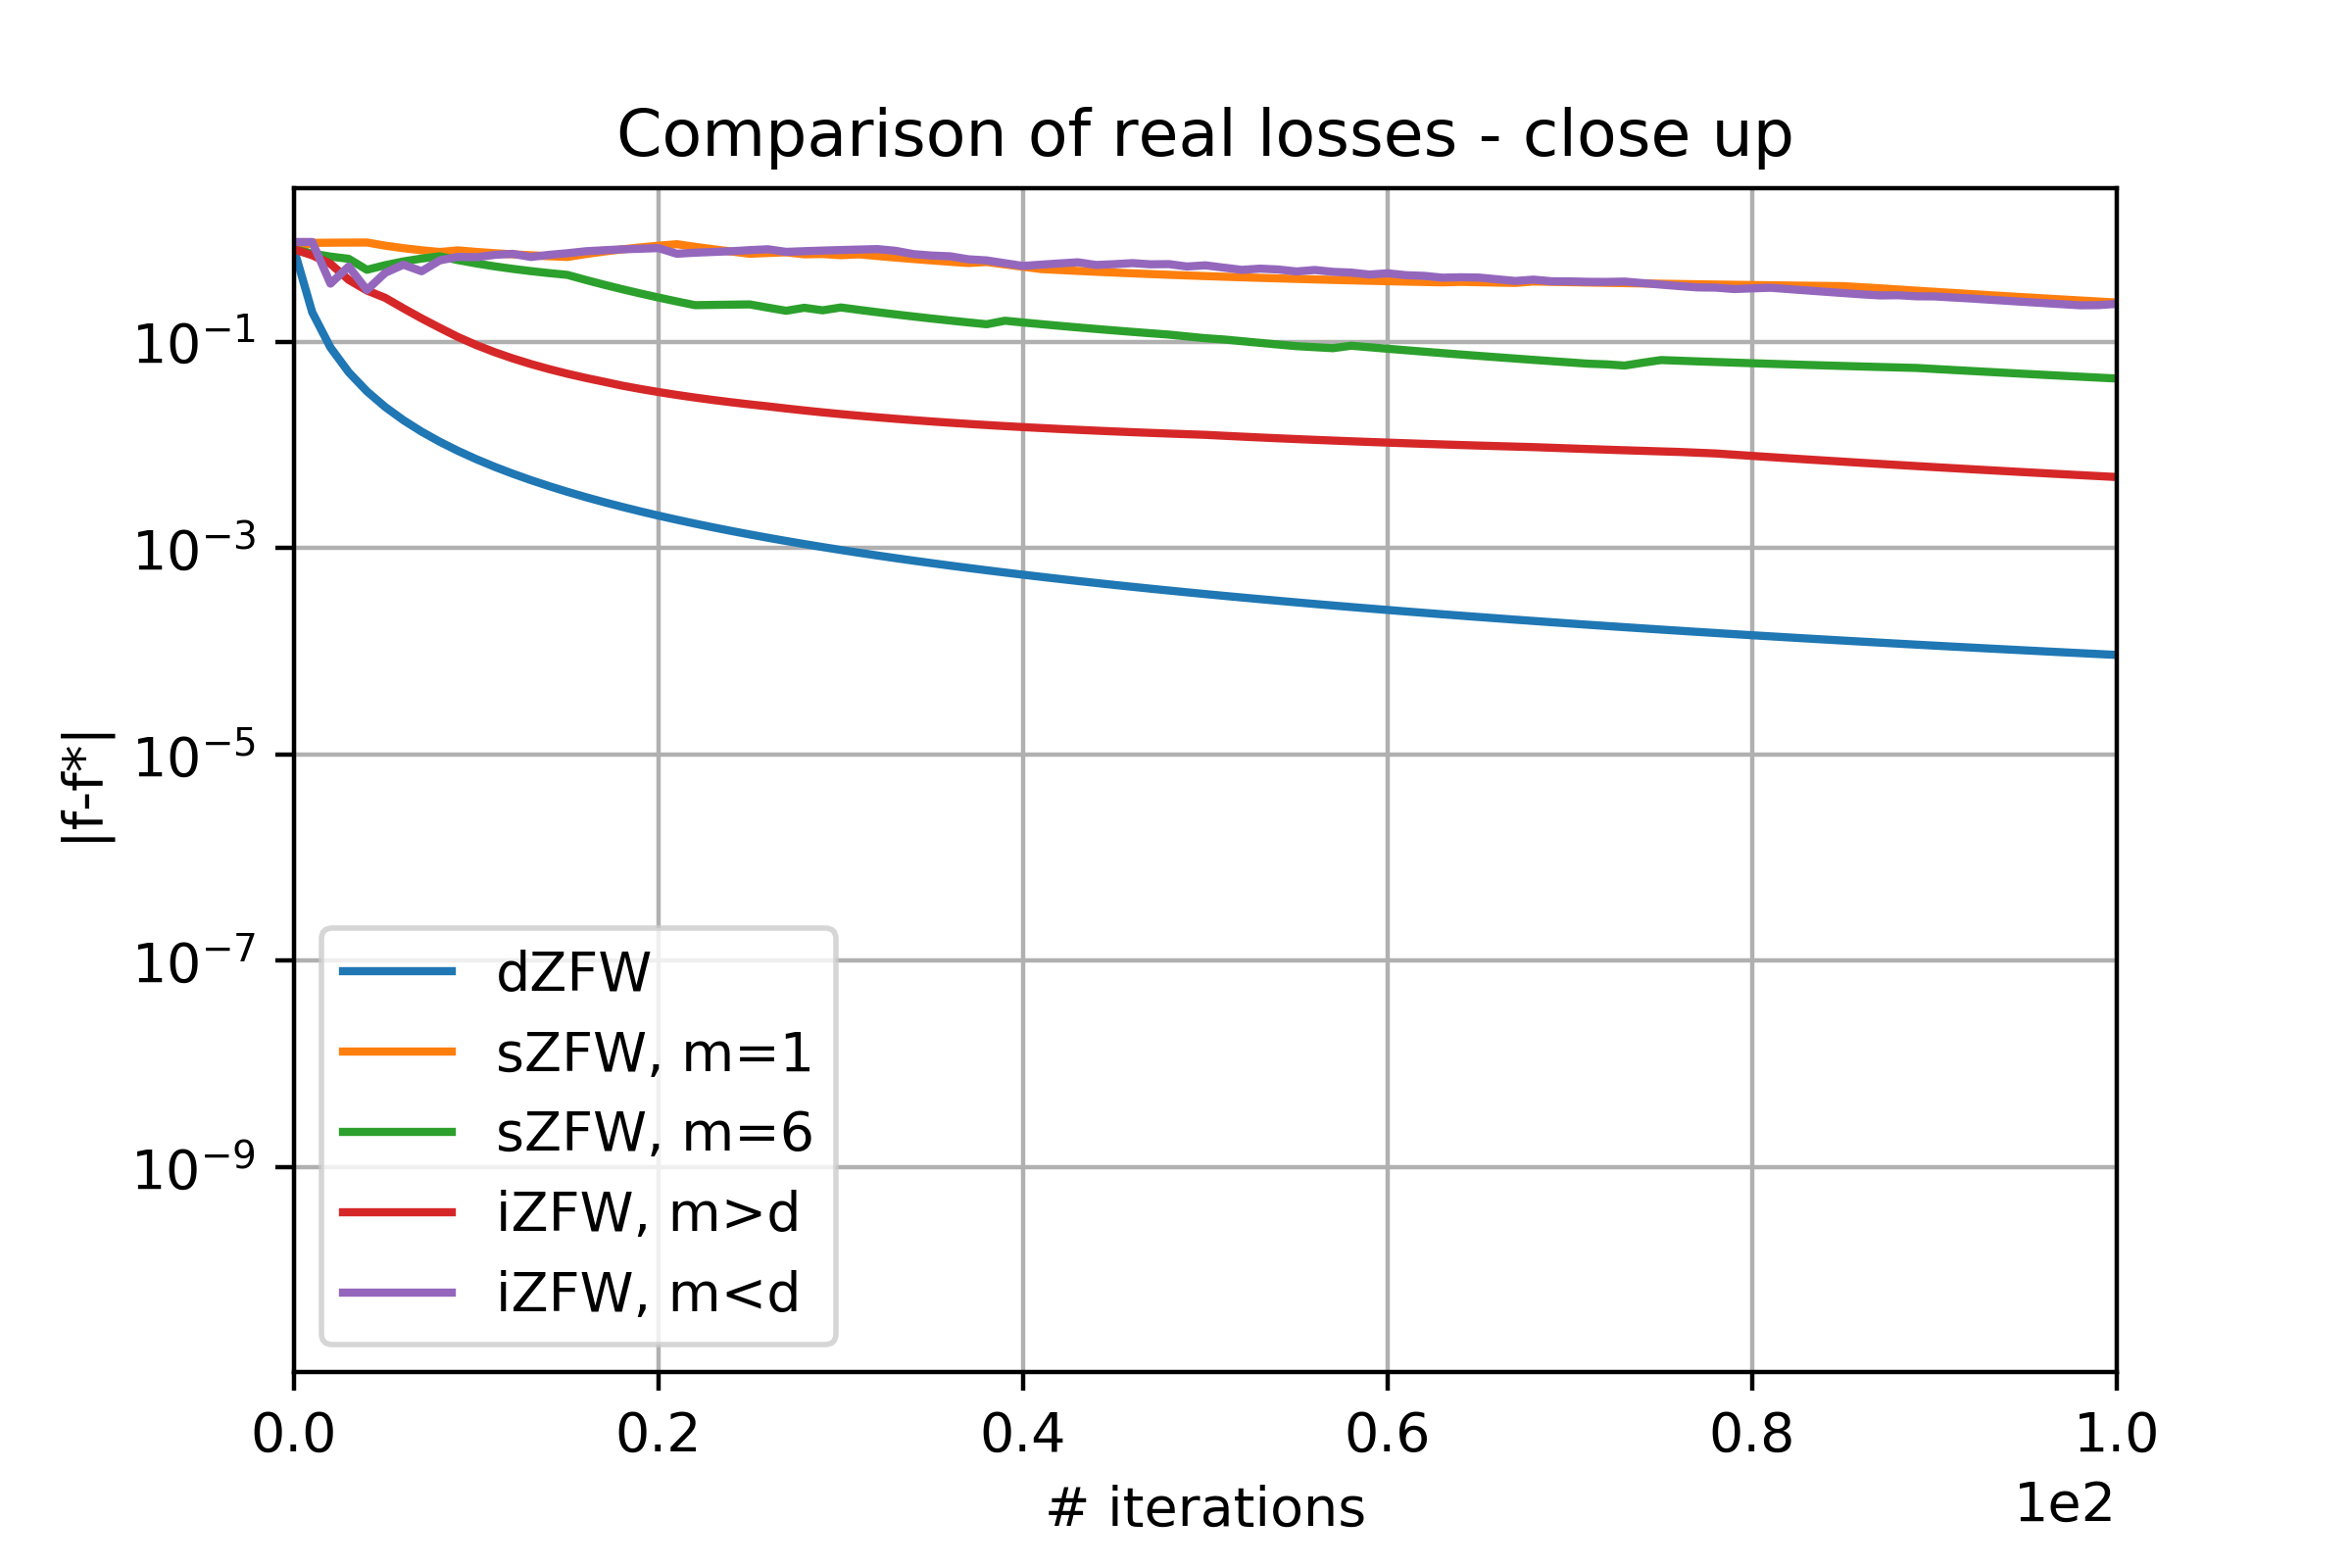 Comparison of real losses - close up
|f-f*|
10⁻¹
10⁻³
10⁻⁵
10⁻⁷
10⁻⁹
dZFW
sZFW, m=1
sZFW, m=6
iZFW, m>d
iZFW, m<d
0.0 0.2 0.4 0.6 0.8 1.0
1e2
# iterations